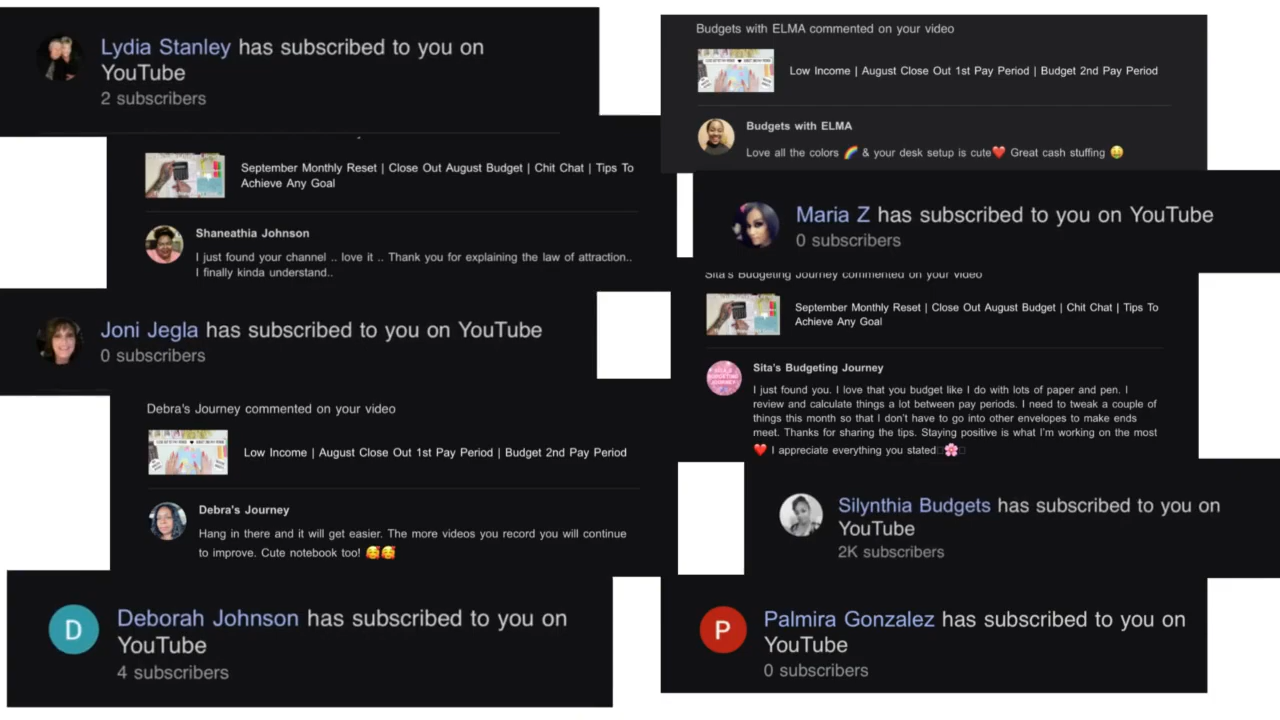 Lydia Stanley has subscribed to you on
YouTube
2 subscribers
September Monthly Reset | Close Out August Budget | Chit Chat | Tips To
Achieve Any Goal
Shaneathia Johnson
I just found your channel .. love it .. Thank you for explaining the law of attraction..
I finally kinda understand..
Joni Jegla has subscribed to you on YouTube
0 subscribers
Debra's Journey commented on your video
Low Income | August Close Out 1st Pay Period | Budget 2nd Pay Period
Debra's Journey
Hang in there and it will get easier. The more videos you record you will continue
to improve. Cute notebook too! 🥰🥰
D
Deborah Johnson has subscribed to you on
YouTube
4 subscribers
Budgets with ELMA commented on your video
Low Income | August Close Out 1st Pay Period | Budget 2nd Pay Period
Budgets with ELMA
Love all the colors 🌈 & your desk setup is cute❤️ Great cash stuffing 🤑
Maria Z has subscribed to you on YouTube
0 subscribers
Sita's Budgeting Journey commented on your video
September Monthly Reset | Close Out August Budget | Chit Chat | Tips To
Achieve Any Goal
Sita's Budgeting Journey
I just found you. I love that you budget like I do with lots of paper and pen. I
review and calculate things a lot between pay periods. I need to tweak a couple of
things this month so that I don't have to go into other envelopes to make ends
meet. Thanks for sharing the tips. Staying positive is what I'm working on the most
❤️ I appreciate everything you stated🌸
Silynthia Budgets has subscribed to you on
YouTube
2K subscribers
P
Palmira Gonzalez has subscribed to you on
YouTube
0 subscribers